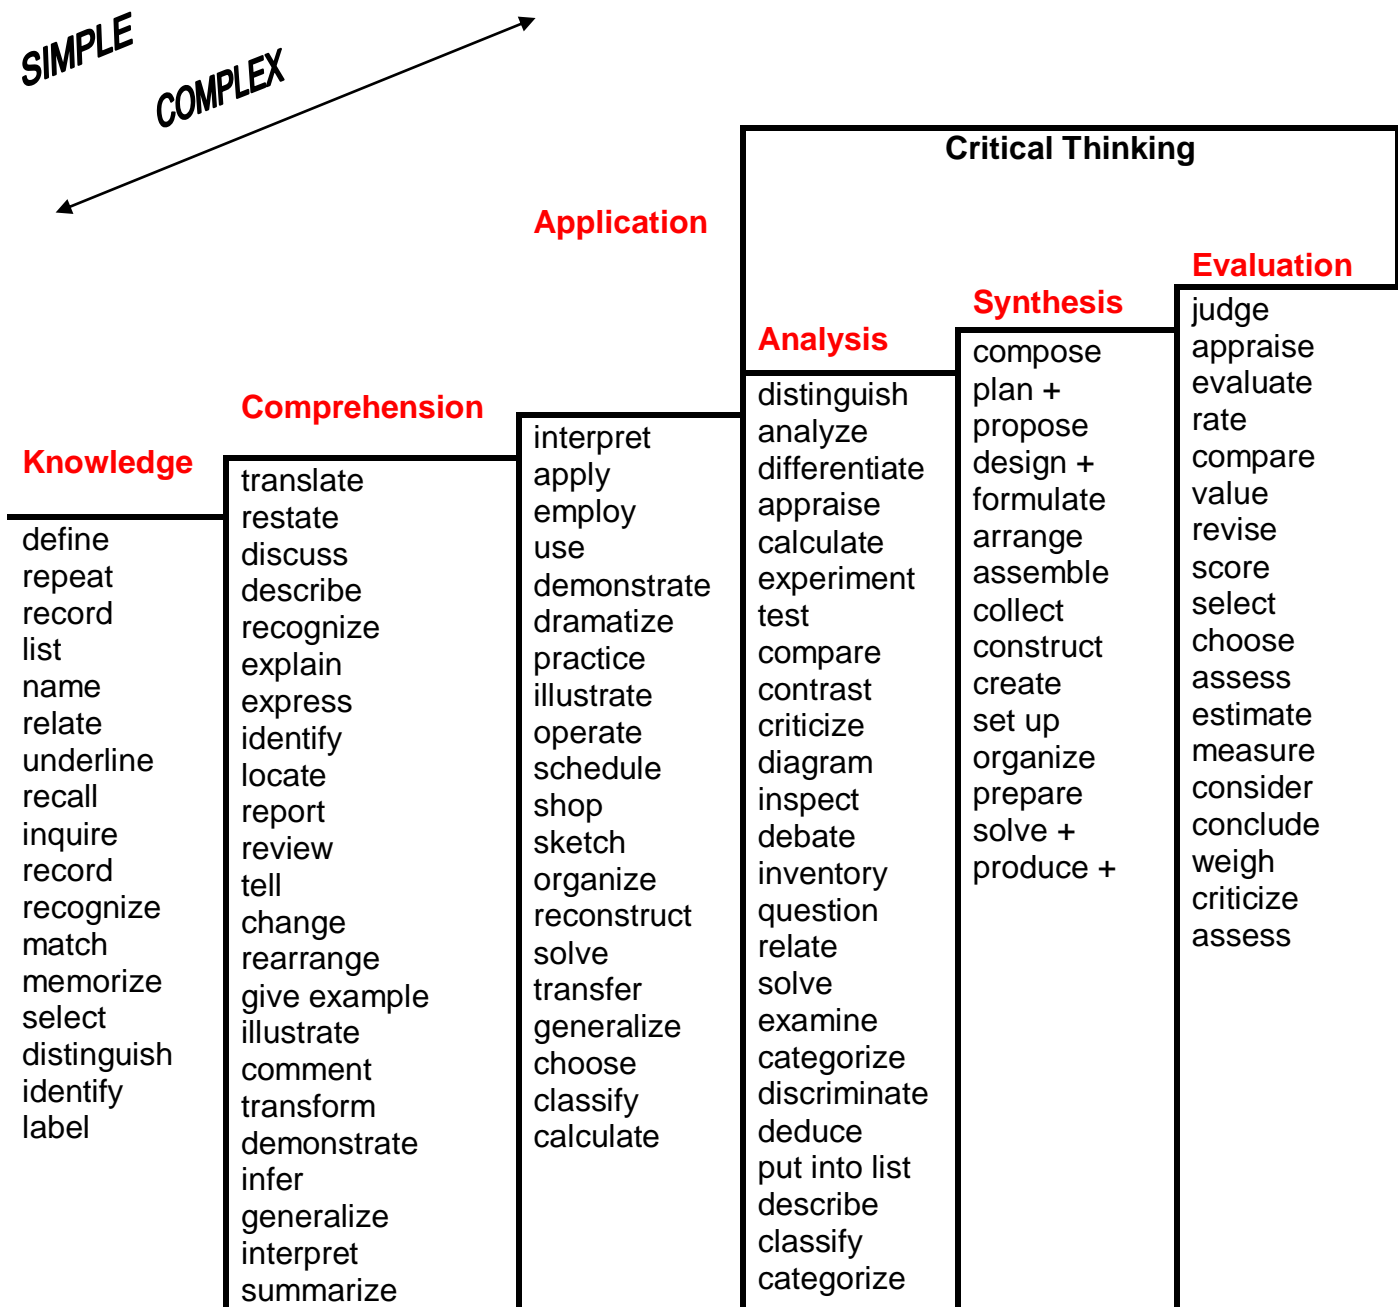 SIMPLE
COMPLEX
Critical Thinking
Knowledge
define
repeat
record
list
name
relate
underline
recall
inquire
record
recognize
match
memorize
select
distinguish
identify
label
Comprehension
translate
restate
discuss
describe
recognize
explain
express
identify
locate
report
review
tell
change
rearrange
give example
illustrate
comment
transform
demonstrate
infer
generalize
interpret
summarize
Application
interpret
apply
employ
use
demonstrate
dramatize
practice
illustrate
operate
schedule
shop
sketch
organize
reconstruct
solve
transfer
generalize
choose
classify
calculate
Analysis
distinguish
analyze
differentiate
appraise
calculate
experiment
test
compare
contrast
criticize
diagram
inspect
debate
inventory
question
relate
solve
examine
categorize
discriminate
deduce
put into list
describe
classify
categorize
Synthesis
compose
plan +
propose
design +
formulate
arrange
assemble
collect
construct
create
set up
organize
prepare
solve +
produce +
Evaluation
judge
appraise
evaluate
rate
compare
value
revise
score
select
choose
assess
estimate
measure
consider
conclude
weigh
criticize
assess